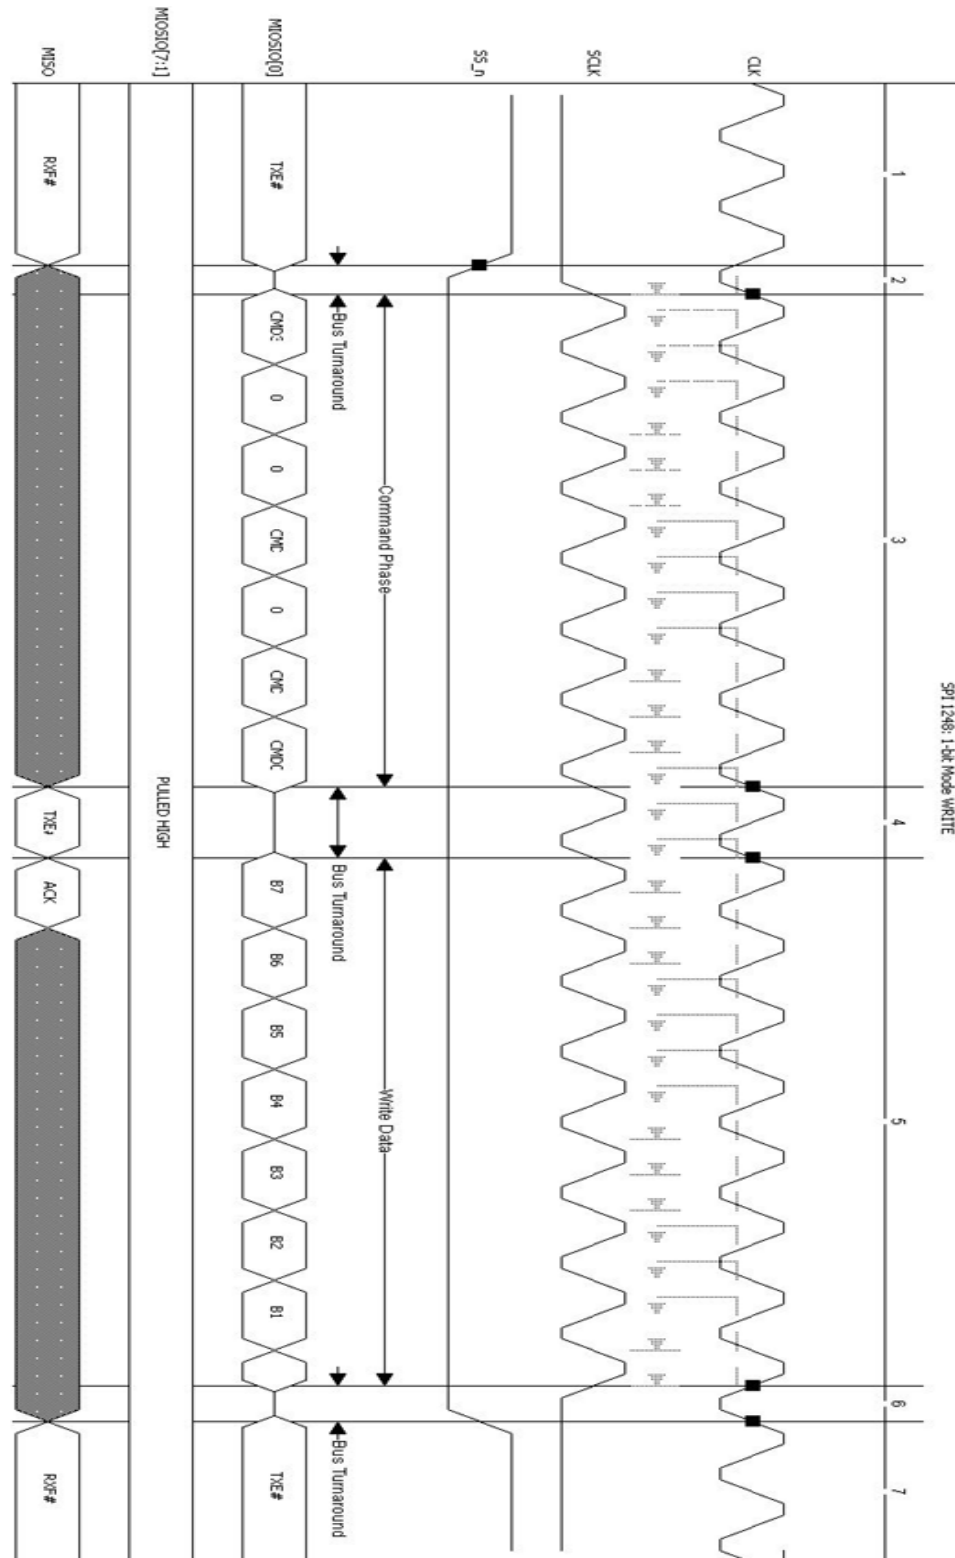 SPI 1248: 1-bit Mode WRITE
1 2 3 4 5 6 7
CLK
SCLK
SS_n
Command Phase Write Data
Bus Turnaround Bus Turnaround Bus Turnaround
MIOSIO[0] TXE# CMD3 0 0 CMD 0 CMD CMD0 B7 B6 B5 B4 B3 B2 B1 TXE#
MIOSIO[7:1] PULLED HIGH
MISO RXF# TXE# ACK RXF#